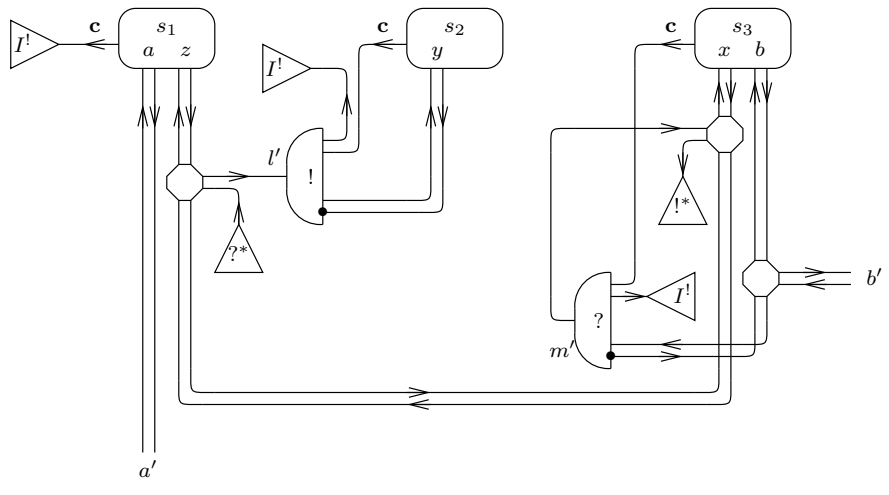 I! c s1 a z
c s2 y
c s3 x b
I!
l′ !
?*
!*
I!
b′
m′ ?
a′